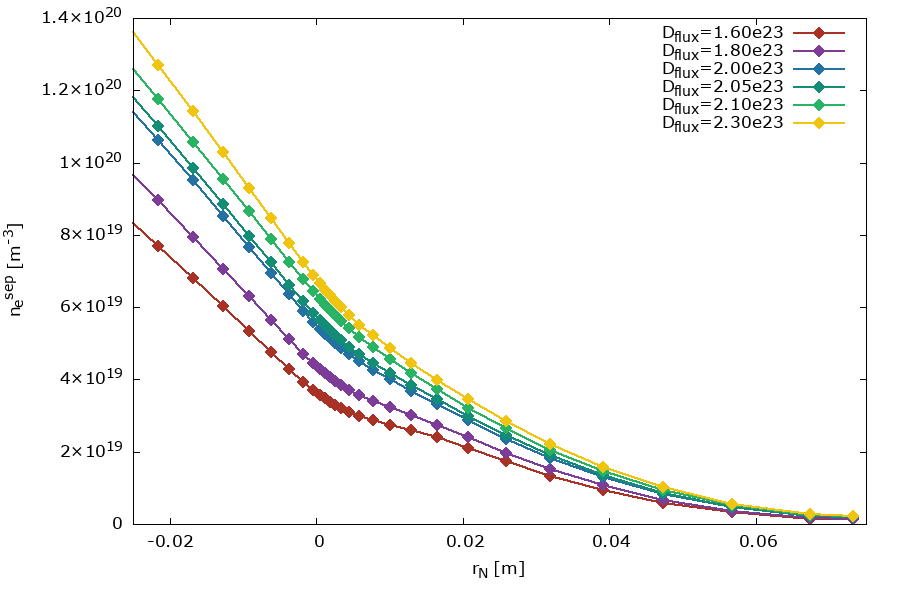 1.4×10²⁰
1.2×10²⁰
1×10²⁰
8×10¹⁹
6×10¹⁹
4×10¹⁹
2×10¹⁹
0
nₑˢᵉᵖ [m⁻³]
D_flux=1.60e23
D_flux=1.80e23
D_flux=2.00e23
D_flux=2.05e23
D_flux=2.10e23
D_flux=2.30e23
-0.02 0 0.02 0.04 0.06
r_N [m]